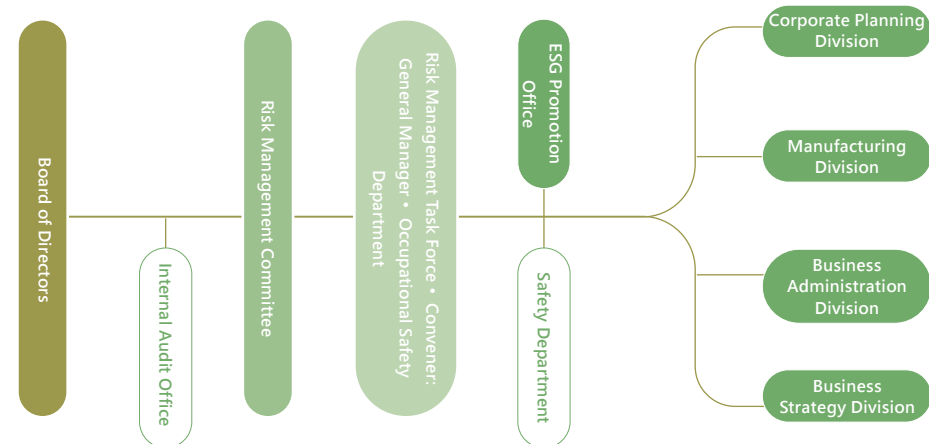 Board of Directors
Internal Audit Office
Risk Management Committee
Risk Management Task Force • Convener:
General Manager • Occupational Safety
Department
ESG Promotion
Office
Safety Department
Corporate Planning
Division
Manufacturing
Division
Business
Administration
Division
Business
Strategy Division